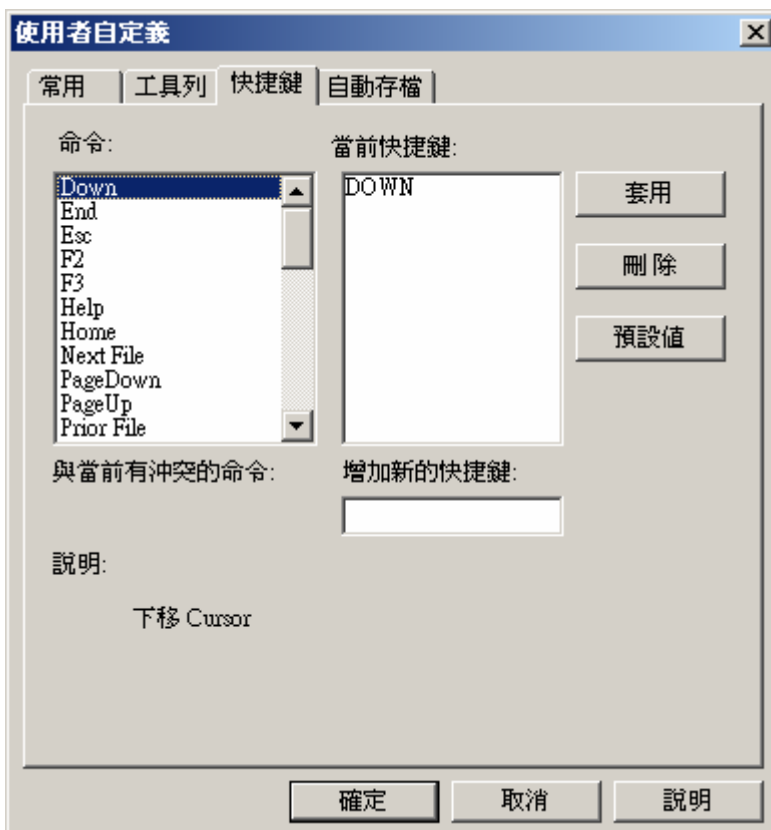 使用者自定義
常用 工具列 快捷鍵 自動存檔
命令: 當前快捷鍵:
Down DOWN 套用
End
Esc
F2 刪除
F3
Help
Home 預設值
Next File
PageDown
PageUp
Prior File
與當前有沖突的命令: 增加新的快捷鍵:
說明:
下移 Cursor
確定 取消 說明